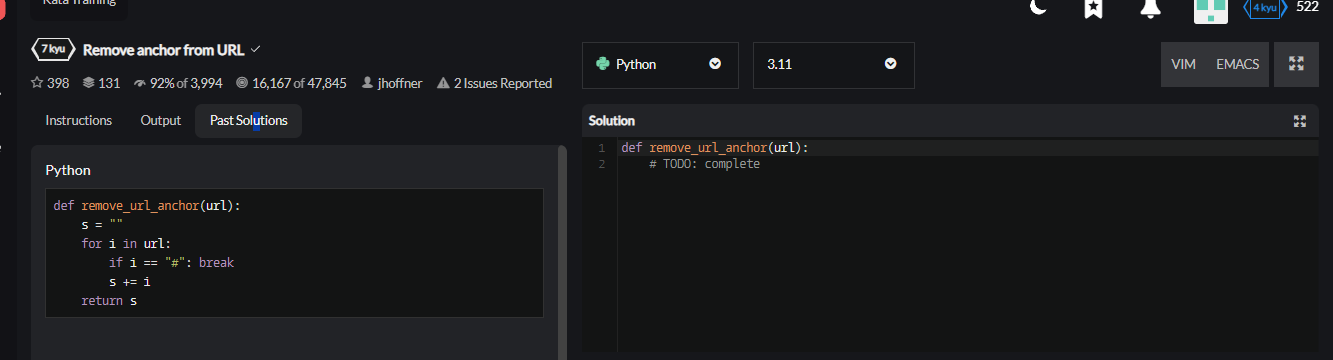 Kata Training
4 kyu 522
7 kyu Remove anchor from URL
398 131 92% of 3,994 16,167 of 47,845 jhoffner 2 Issues Reported
Python 3.11 VIM EMACS
Instructions Output Past Solutions
Python
def remove_url_anchor(url):
    s = ""
    for i in url:
        if i == "#": break
        s += i
    return s
Solution
1 def remove_url_anchor(url):
2     # TODO: complete